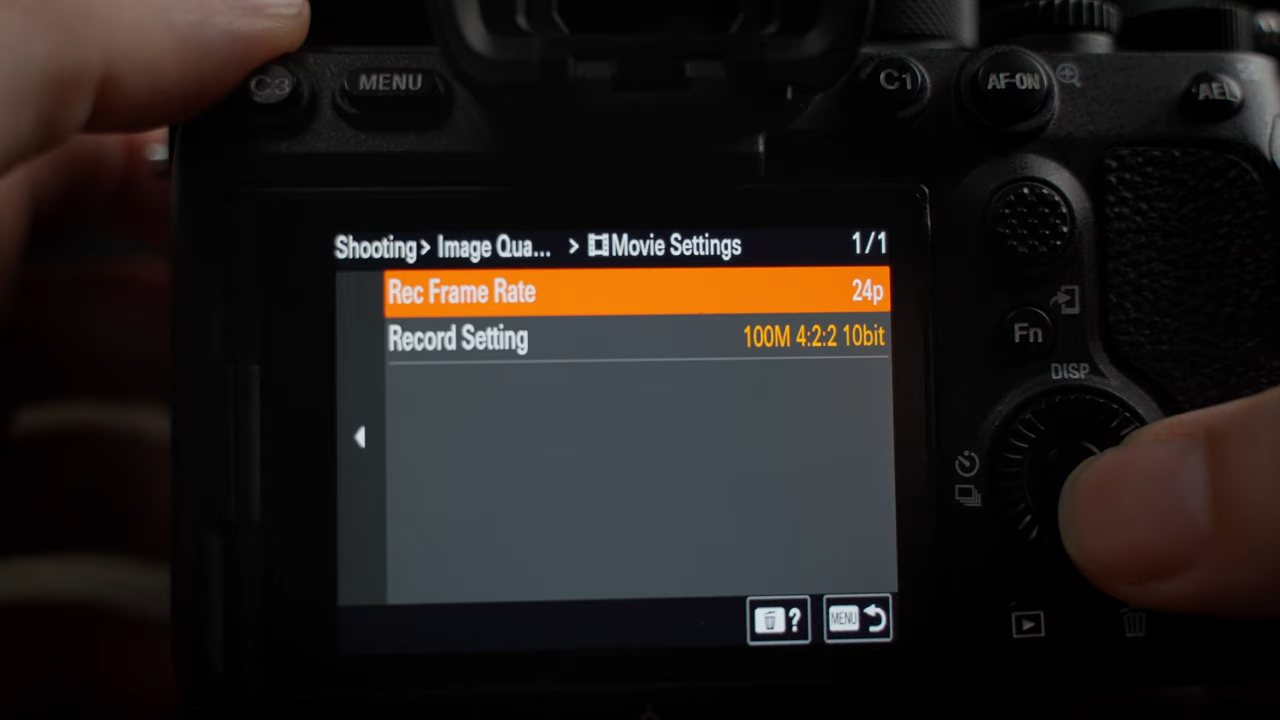 C3
MENU
C1
AF-ON
AEL
Shooting> Image Qua... > Movie Settings 1/1
Rec Frame Rate 24p
Record Setting 100M 4:2:2 10bit
Fn
DISP
?
MENU